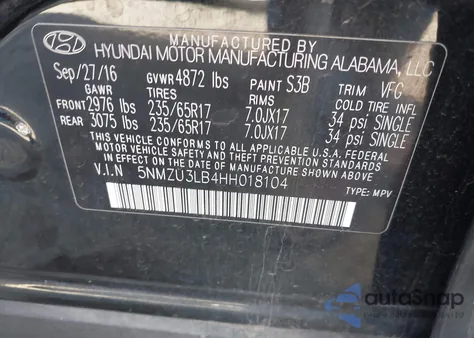 MANUFACTURED BY
HYUNDAI MOTOR MANUFACTURING ALABAMA, LLC
Sep/27/16 GVWR 4872 lbs PAINT S3B TRIM VFG
GAWR TIRES RIMS COLD TIRE INFL
FRONT 2976 lbs 235/65R17 7.0JX17 34 psi SINGLE
REAR 3075 lbs 235/65R17 7.0JX17 34 psi SINGLE
THIS VEHICLE CONFORMS TO ALL APPLICABLE U.S.A. FEDERAL
MOTOR VEHICLE SAFETY, BUMPER, AND THEFT
PREVENTION STANDARDS IN EFFECT ON THE
DATE OF MANUFACTURE SHOWN ABOVE.
V.I.N 5NMZU3LB4HH018104
TYPE: MPV
autoSnap